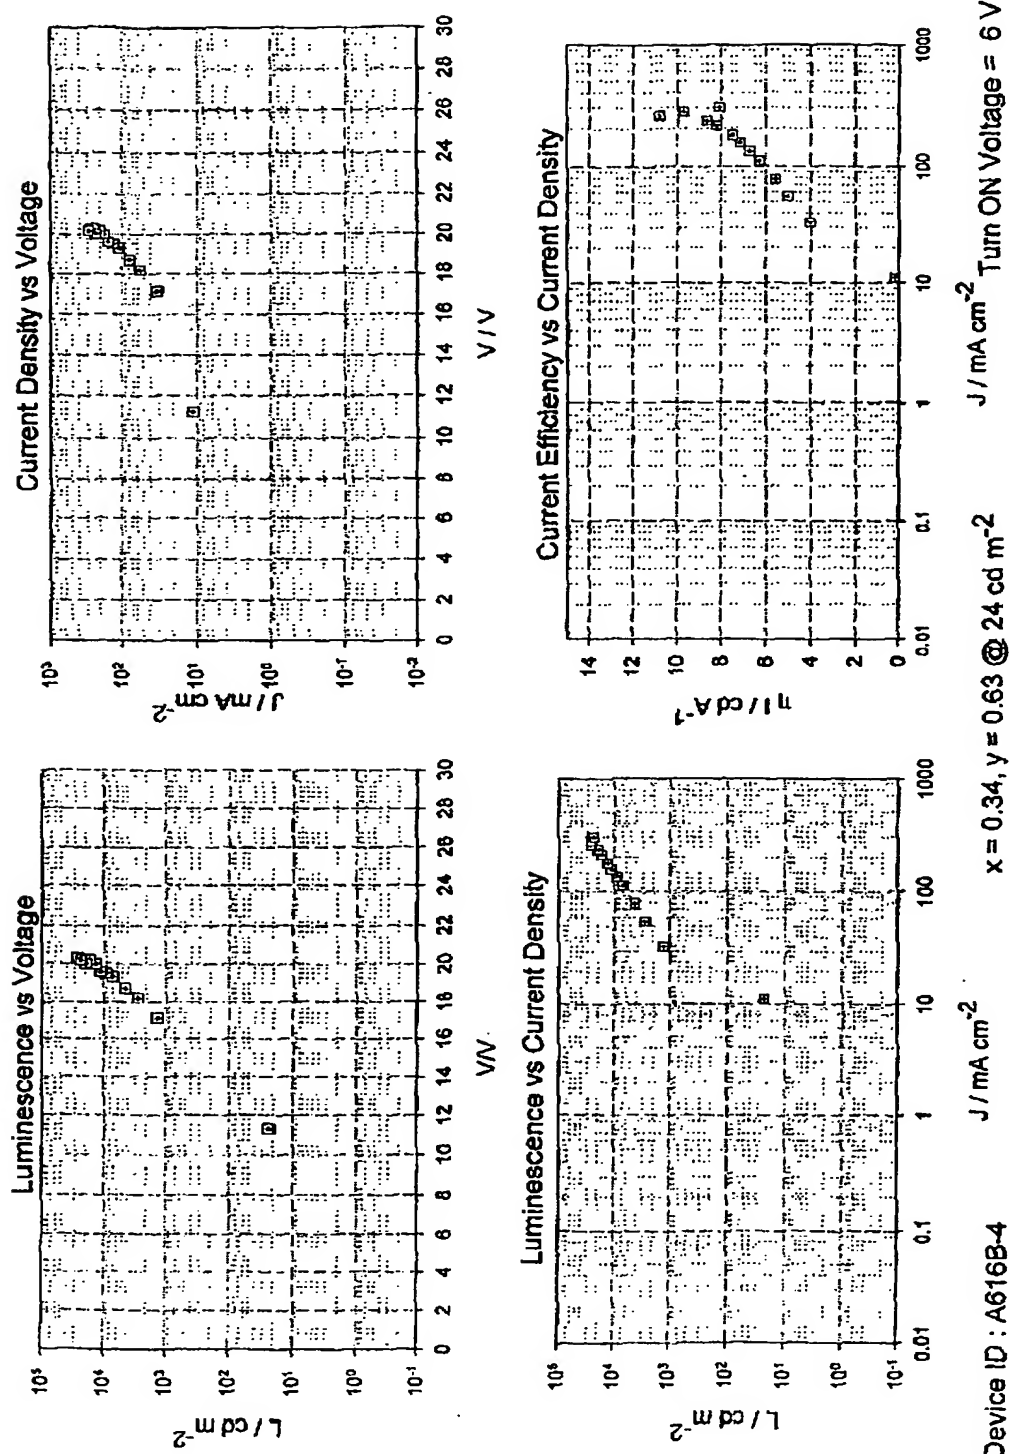 Luminescence vs Voltage
L / cd m⁻²
10⁵
10⁴
10³
10²
10¹
10⁰
10⁻¹
0 2 4 6 8 10 12 14 16 18 20 22 24 26 28 30
V/V
Current Density vs Voltage
J / mA cm⁻²
10³
10²
10¹
10⁰
10⁻¹
10⁻²
0 2 4 6 8 10 12 14 16 18 20 22 24 26 28 30
V / V
Luminescence vs Current Density
L / cd m⁻²
10⁵
10⁴
10³
10²
10¹
10⁰
10⁻¹
0.01 0.1 1 10 100 1000
J / mA cm⁻²
Current Efficiency vs Current Density
η I / cd A⁻¹
14
12
10
8
6
4
2
0
0.01 0.1 1 10 100 1000
J / mA cm⁻²
Device ID : A616B-4
x = 0.34, y = 0.63 @ 24 cd m⁻²
Turn ON Voltage = 6 V